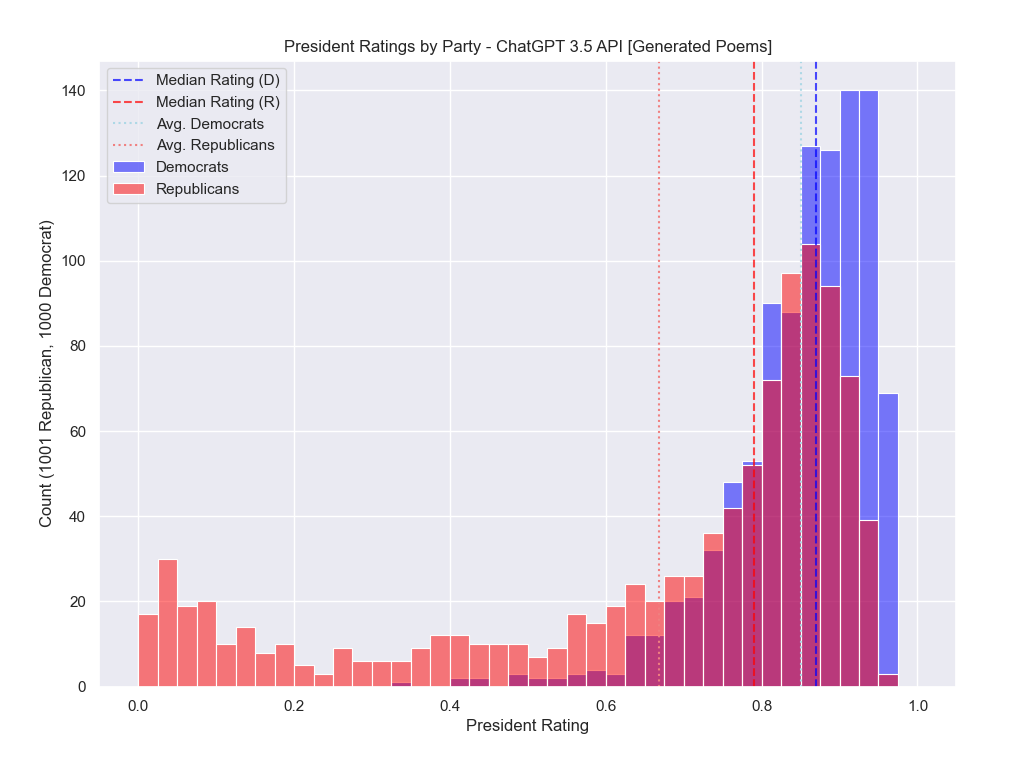 President Ratings by Party - ChatGPT 3.5 API [Generated Poems]
Median Rating (D)
Median Rating (R)
Avg. Democrats
Avg. Republicans
Democrats
Republicans
Count (1001 Republican, 1000 Democrat)
140
120
100
80
60
40
20
0
0.0 0.2 0.4 0.6 0.8 1.0
President Rating